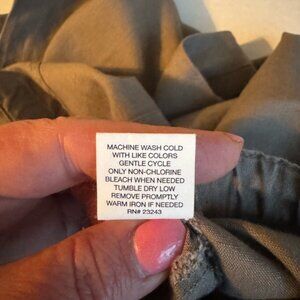 MACHINE WASH COLD
WITH LIKE COLORS
GENTLE CYCLE
ONLY NON-CHLORINE
BLEACH WHEN NEEDED
TUMBLE DRY LOW
REMOVE PROMPTLY
WARM IRON IF NEEDED
RN# 23243